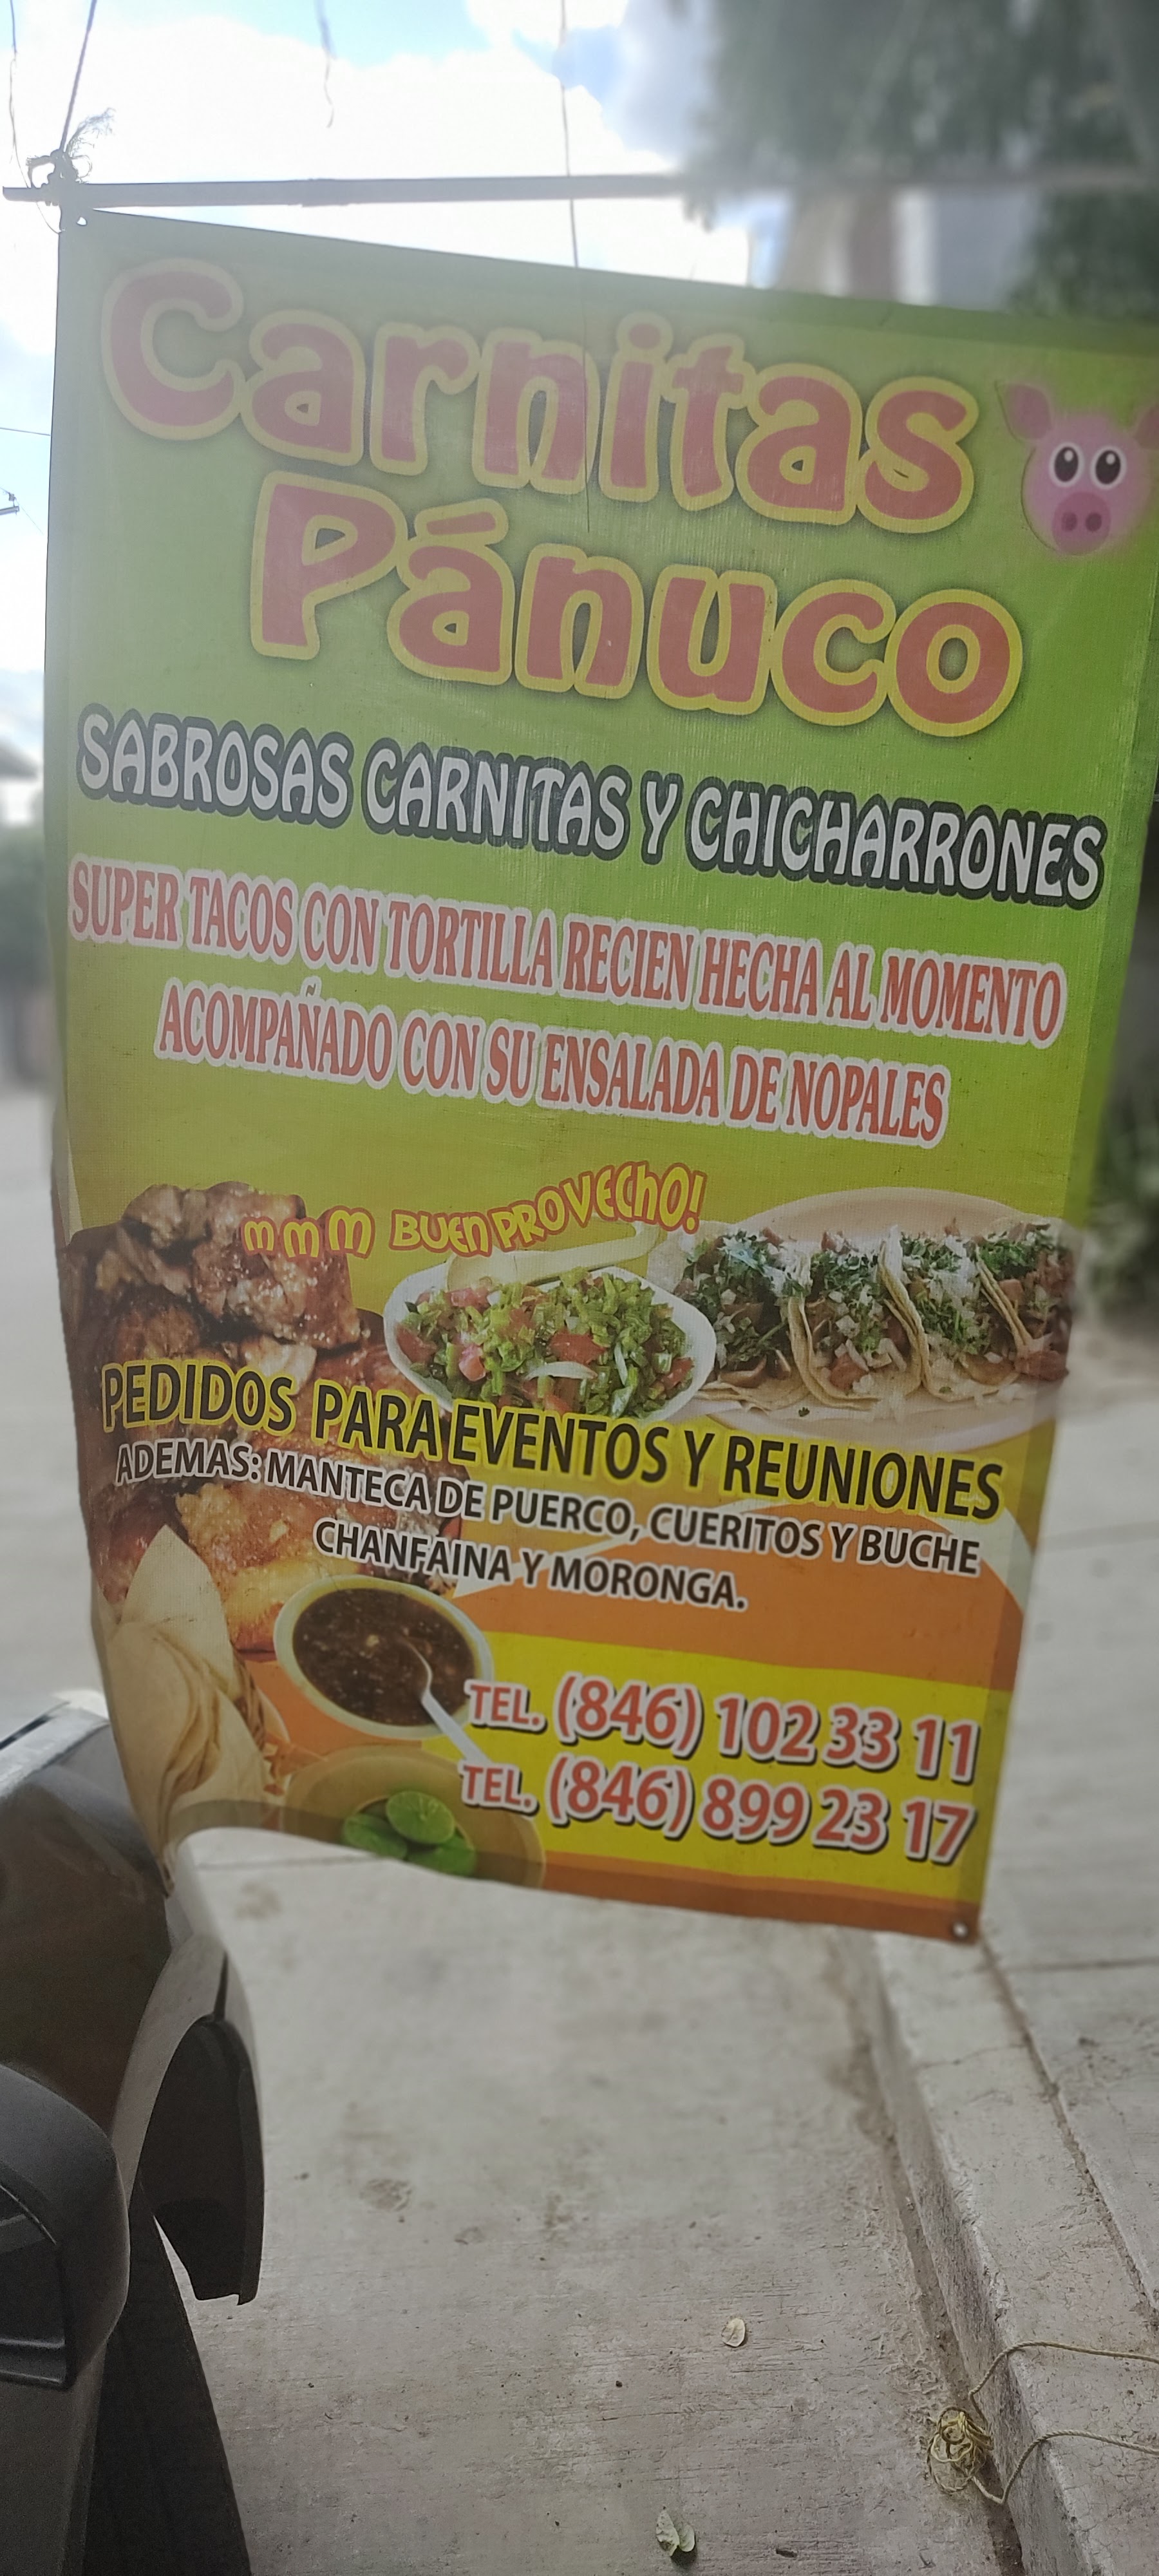 Carnitas
Pánuco
SABROSAS CARNITAS Y CHICHARRONES
SUPER TACOS CON TORTILLA RECIEN HECHA AL MOMENTO
ACOMPAÑADO CON SU ENSALADA DE NOPALES
mmm BUEN PROVECHO!
PEDIDOS PARA EVENTOS Y REUNIONES
ADEMAS: MANTECA DE PUERCO, CUERITOS Y BUCHE
CHANFAINA Y MORONGA.
TEL. (846) 102 33 11
TEL. (846) 899 23 17